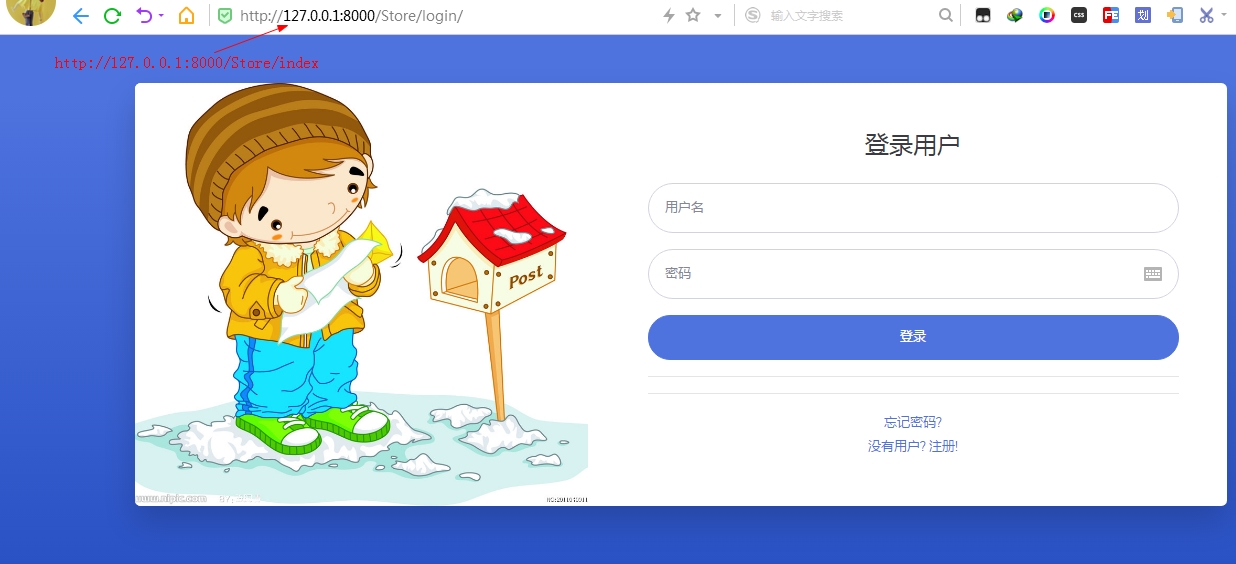 http://127.0.0.1:8000/Store/login/
输入文字搜索
css
FE
划
http://127.0.0.1:8000/Store/index
登录用户
用户名
密码
登录
Post
忘记密码?
没有用户? 注册!
www.nipic.com